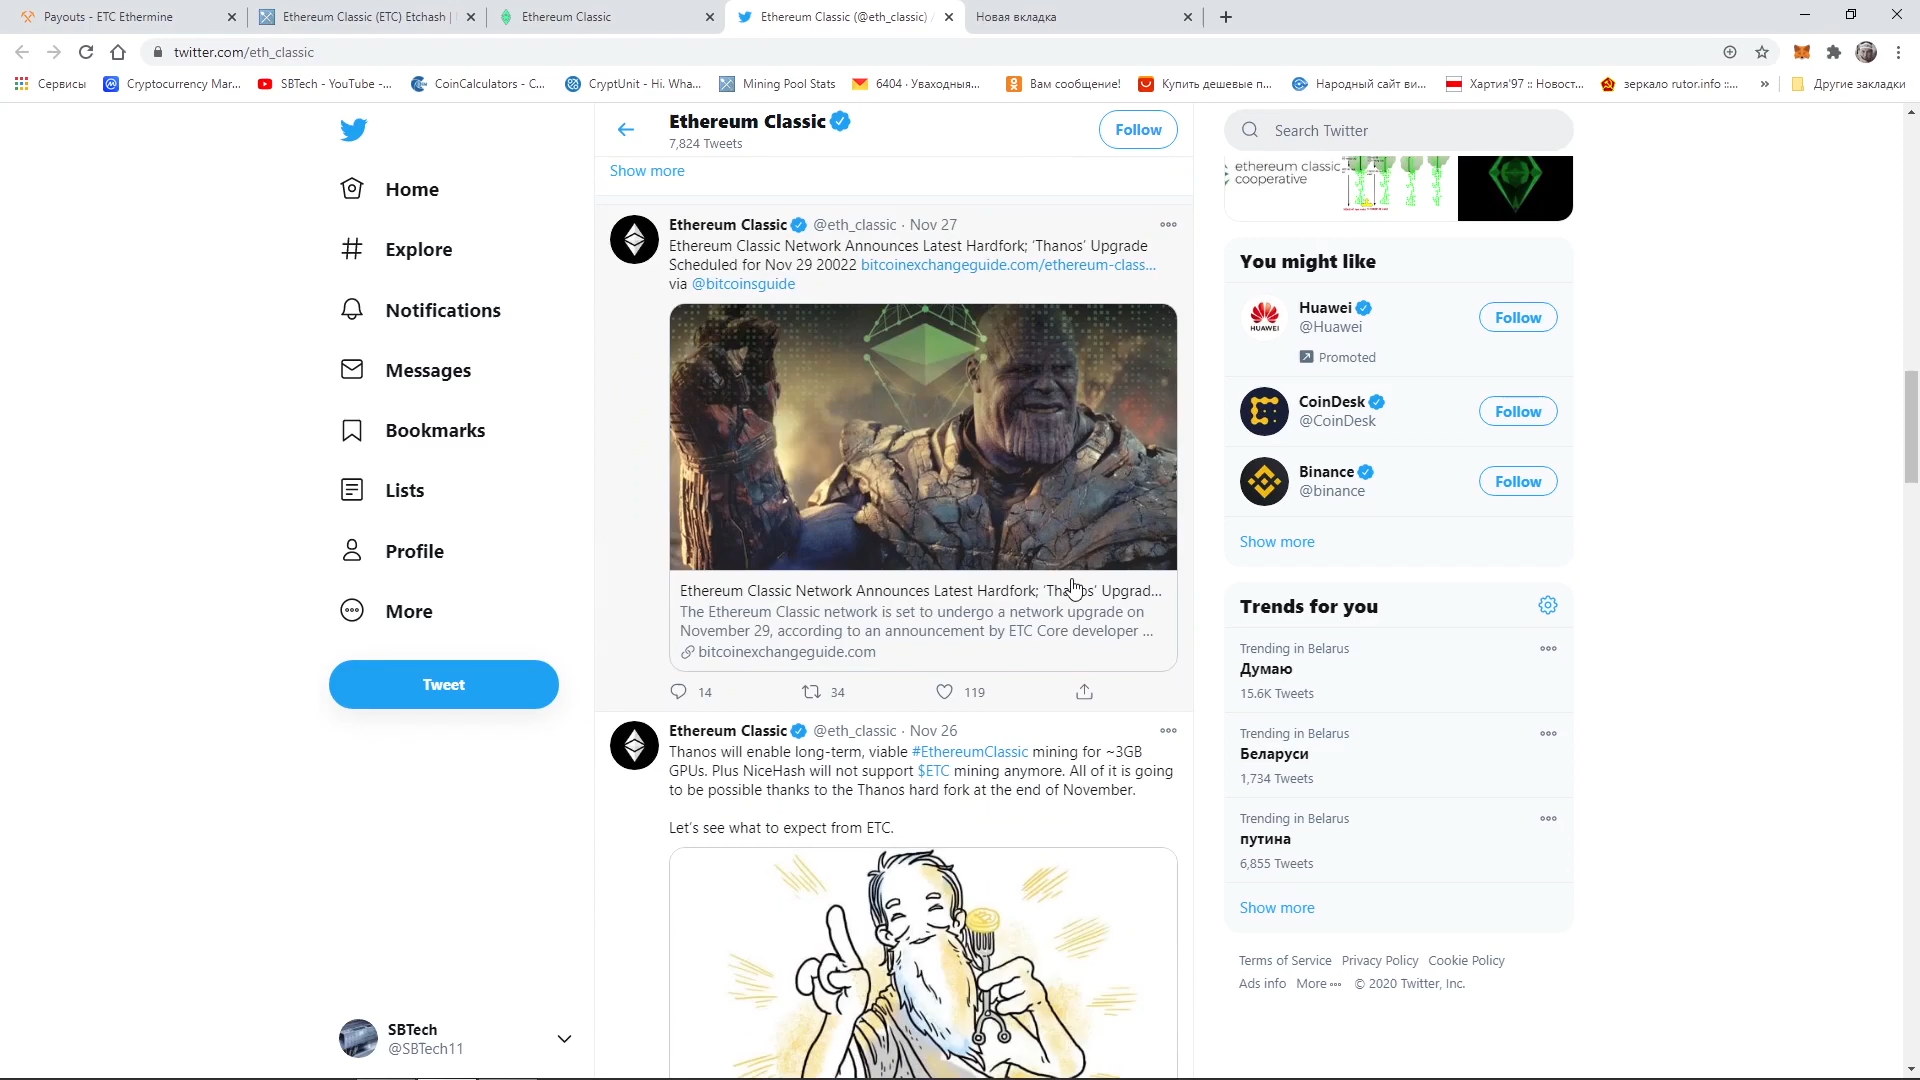 Payouts - ETC Ethermine
Ethereum Classic (ETC) Etchash |
Ethereum Classic
Ethereum Classic (@eth_classic) /
Новая вкладка
twitter.com/eth_classic
Сервисы
Cryptocurrency Mar...
SBTech - YouTube -...
CoinCalculators - C...
CryptUnit - Hi. Wha...
Mining Pool Stats
6404 · Уваходныя...
Вам сообщение!
Купить дешевые п...
Народный сайт ви...
Хартия'97 :: Новост...
зеркало rutor.info ::...
»
Другие закладки
Home
Explore
Notifications
Messages
Bookmarks
Lists
Profile
More
Tweet
SBTech
@SBTech11
Ethereum Classic
7,824 Tweets
Follow
Show more
Ethereum Classic @eth_classic · Nov 27
Ethereum Classic Network Announces Latest Hardfork; ‘Thanos’ Upgrade
Scheduled for Nov 29 20022 bitcoinexchangeguide.com/ethereum-class...
via @bitcoinsguide
Ethereum Classic Network Announces Latest Hardfork; ‘Thanos’ Upgrad...
The Ethereum Classic network is set to undergo a network upgrade on
November 29, according to an announcement by ETC Core developer ...
bitcoinexchangeguide.com
14 34 119
Ethereum Classic @eth_classic · Nov 26
Thanos will enable long-term, viable #EthereumClassic mining for ~3GB
GPUs. Plus NiceHash will not support $ETC mining anymore. All of it is going
to be possible thanks to the Thanos hard fork at the end of November.
Let's see what to expect from ETC.
Search Twitter
ethereum classic
cooperative
You might like
Huawei
@Huawei
Follow
Promoted
CoinDesk
@CoinDesk
Follow
Binance
@binance
Follow
Show more
Trends for you
Trending in Belarus
Думаю
15.6K Tweets
Trending in Belarus
Беларуси
1,734 Tweets
Trending in Belarus
путина
6,855 Tweets
Show more
Terms of Service Privacy Policy Cookie Policy
Ads info More © 2020 Twitter, Inc.